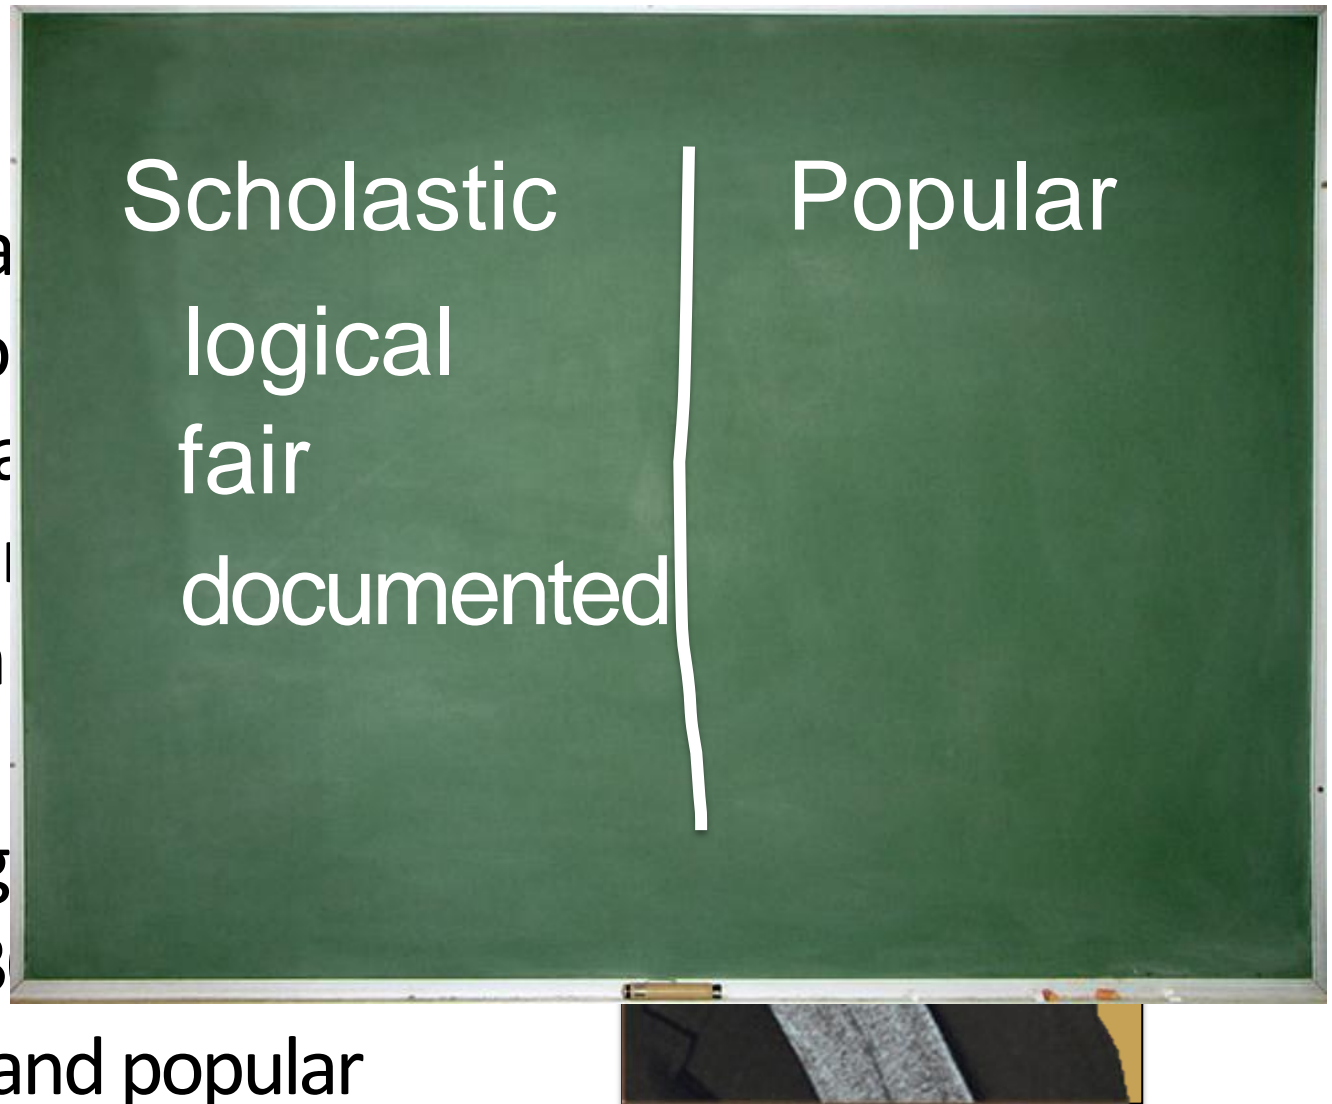 Scholastic Popular
logical
fair
documented
and popular